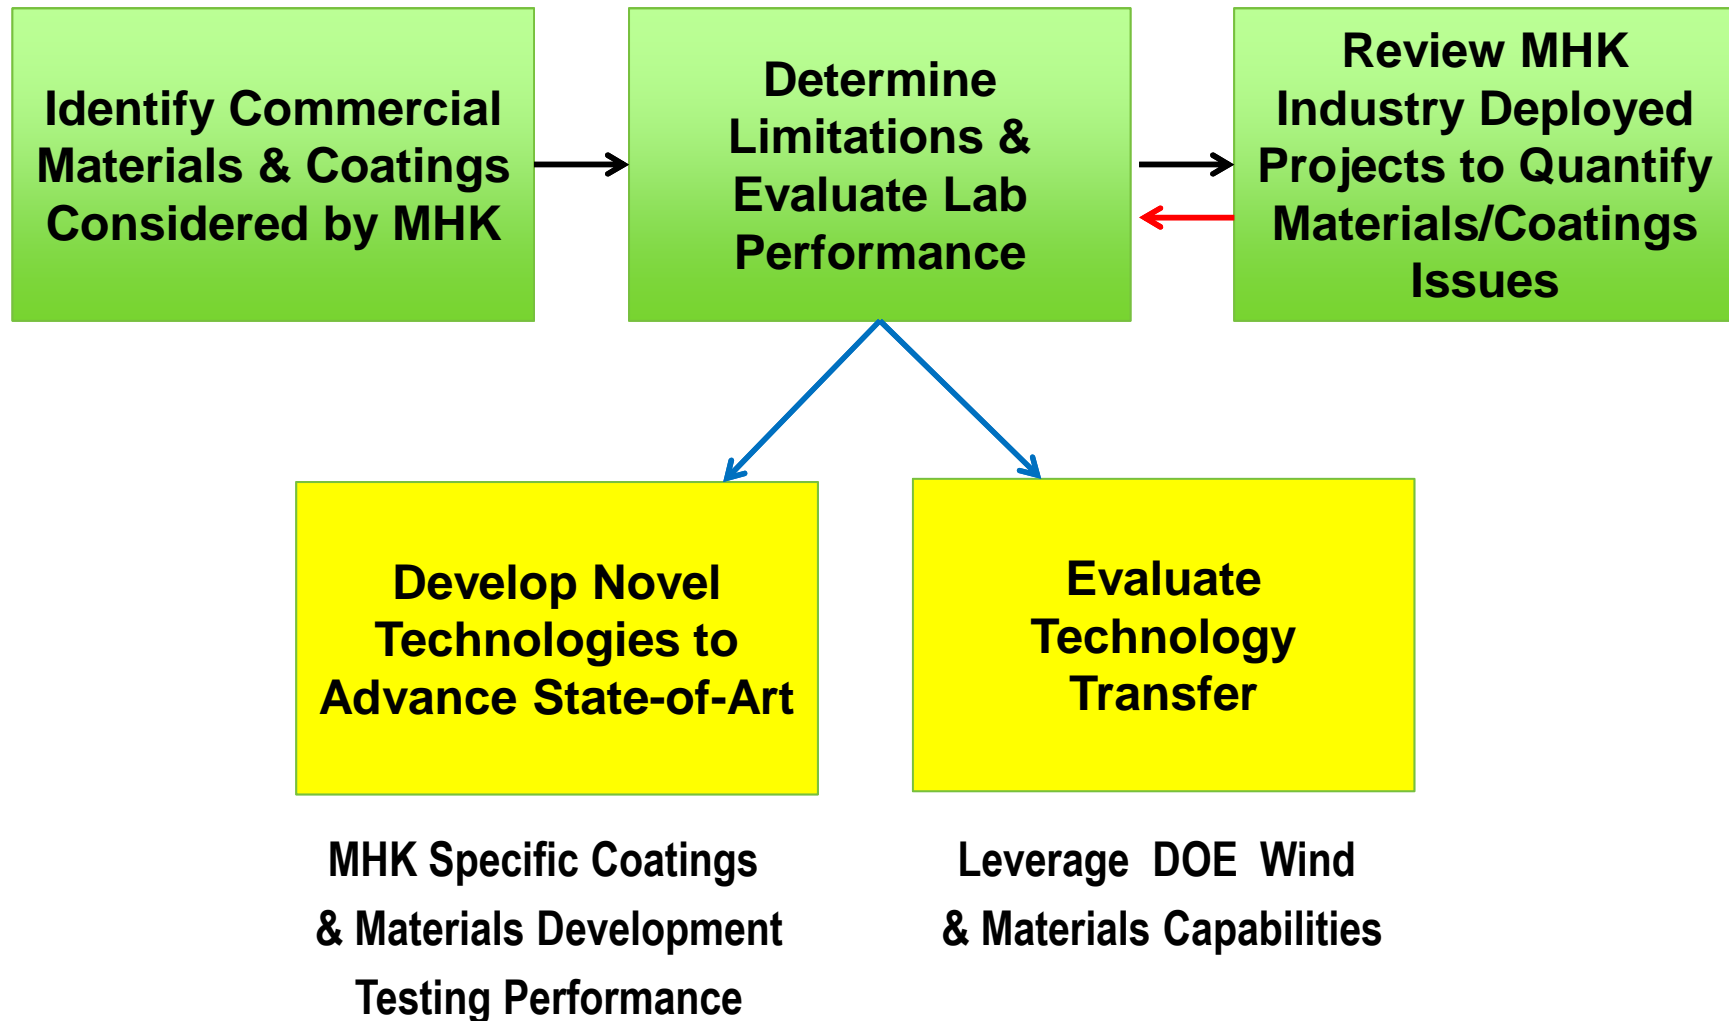 Identify Commercial
Materials & Coatings
Considered by MHK
Determine
Limitations &
Evaluate Lab
Performance
Review MHK
Industry Deployed
Projects to Quantify
Materials/Coatings
Issues
Develop Novel
Technologies to
Advance State-of-Art
Evaluate
Technology
Transfer
MHK Specific Coatings
& Materials Development
Testing Performance
Leverage DOE Wind
& Materials Capabilities